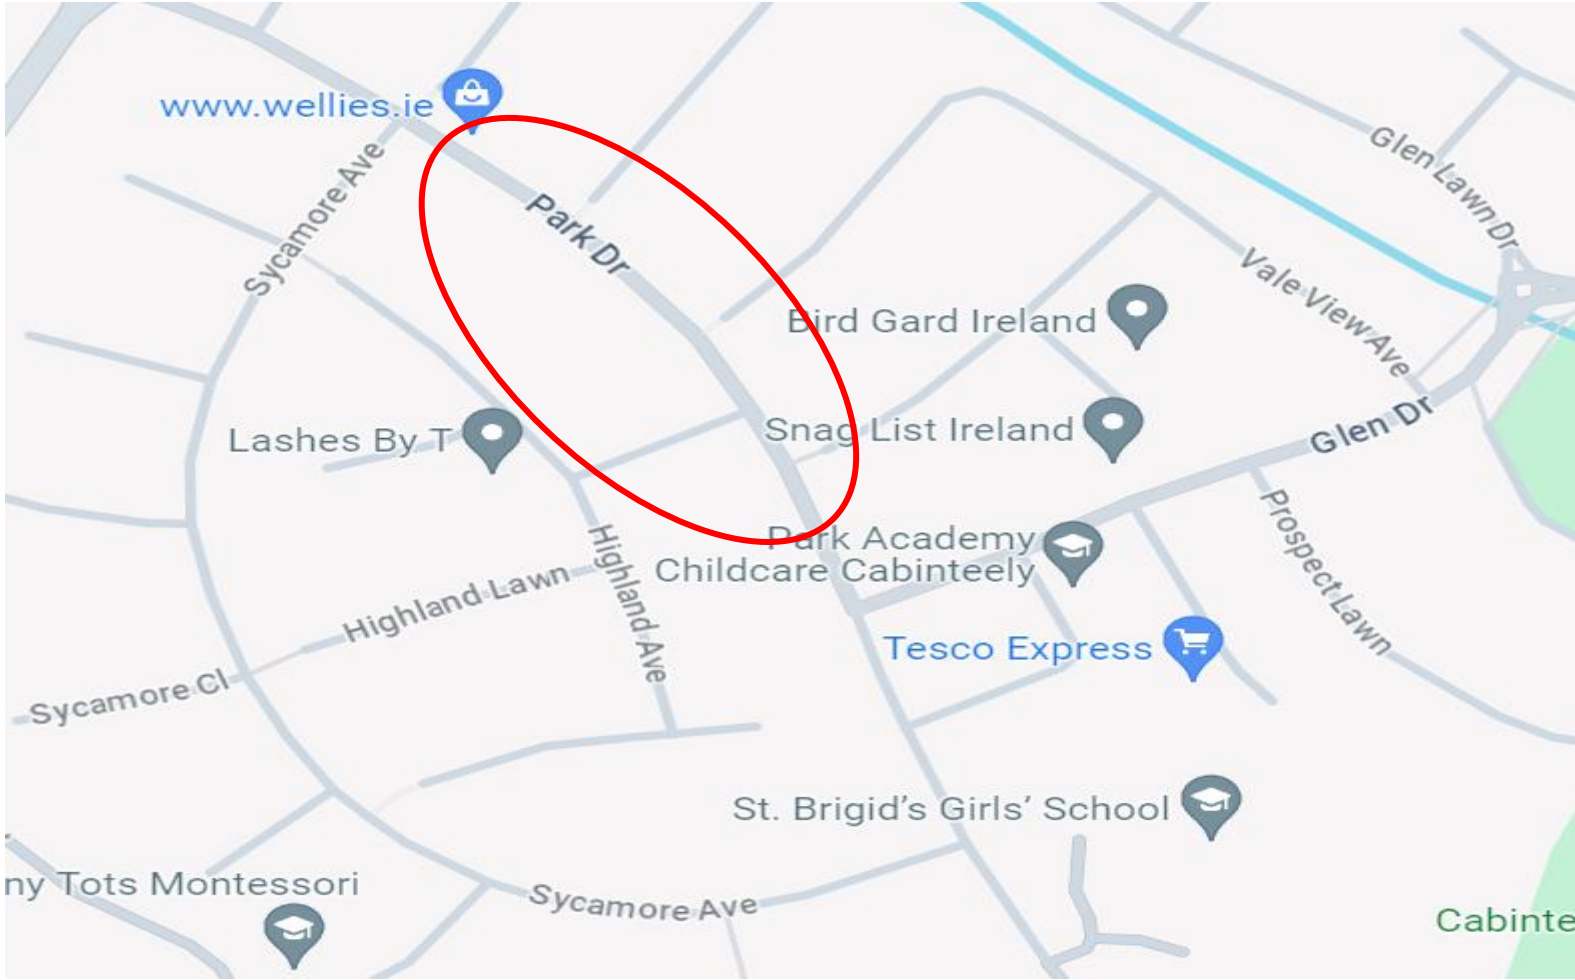 www.wellies.ie
Sycamore Ave
Park Dr
Glen Lawn Dr
Vale View Ave
Bird Gard Ireland
Lashes By T
Snag List Ireland
Glen Dr
Park Academy
Childcare Cabinteely
Prospect Lawn
Highland Ave
Highland Lawn
Tesco Express
Sycamore Cl
St. Brigid's Girls' School
ny Tots Montessori
Sycamore Ave
Cabinte